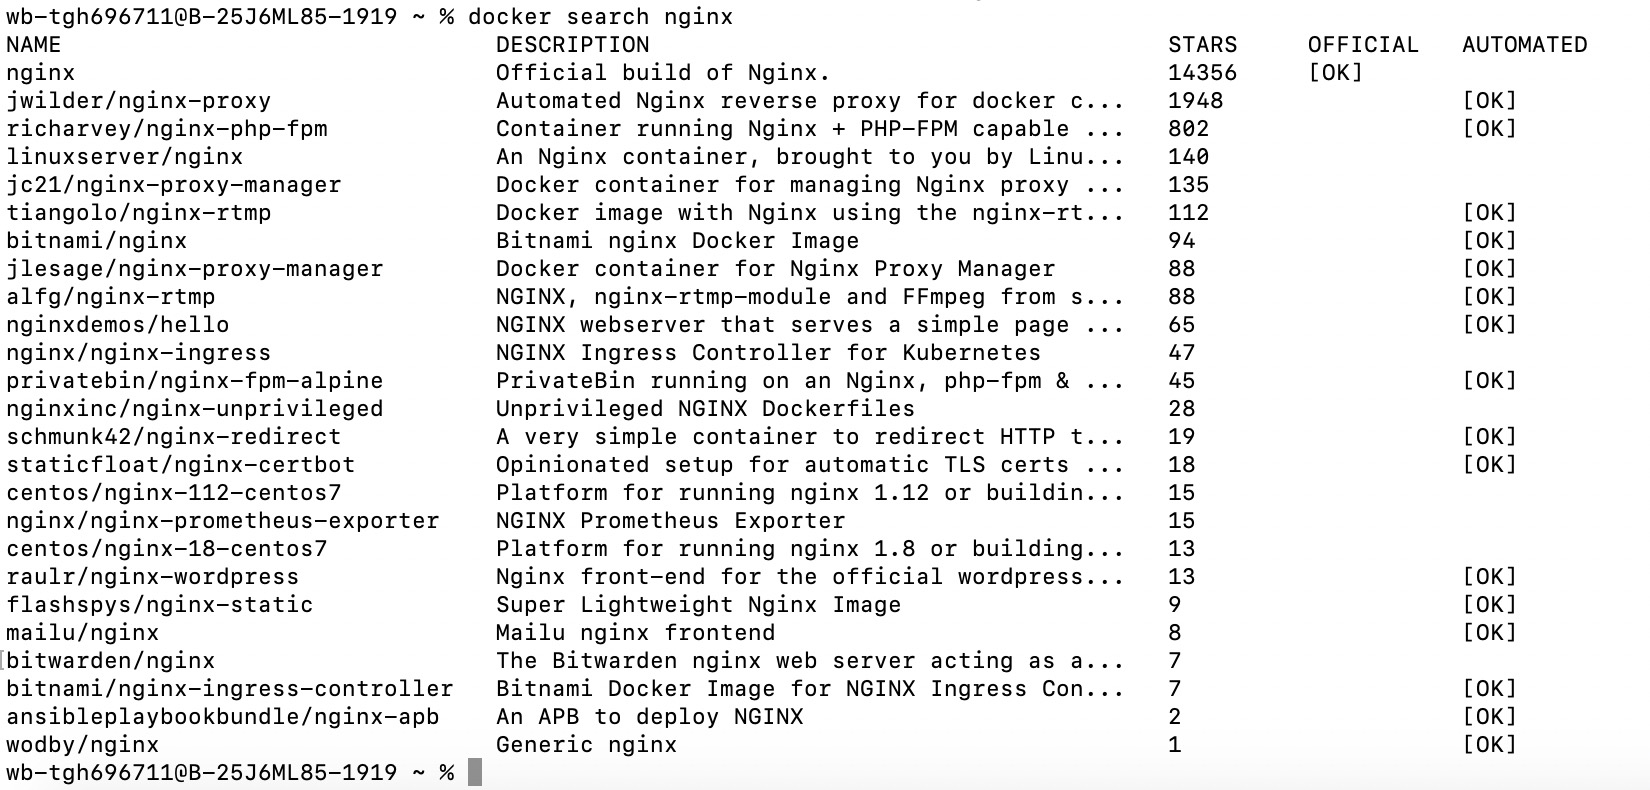 wb-tgh696711@B-25J6ML85-1919 ~ % docker search nginx
NAME DESCRIPTION STARS OFFICIAL AUTOMATED
nginx Official build of Nginx. 14356 [OK]
jwilder/nginx-proxy Automated Nginx reverse proxy for docker c... 1948 [OK]
richarvey/nginx-php-fpm Container running Nginx + PHP-FPM capable ... 802 [OK]
linuxserver/nginx An Nginx container, brought to you by Linu... 140
jc21/nginx-proxy-manager Docker container for managing Nginx proxy ... 135
tiangolo/nginx-rtmp Docker image with Nginx using the nginx-rt... 112 [OK]
bitnami/nginx Bitnami nginx Docker Image 94 [OK]
jlesage/nginx-proxy-manager Docker container for Nginx Proxy Manager 88 [OK]
alfg/nginx-rtmp NGINX, nginx-rtmp-module and FFmpeg from s... 88 [OK]
nginxdemos/hello NGINX webserver that serves a simple page ... 65 [OK]
nginx/nginx-ingress NGINX Ingress Controller for Kubernetes 47
privatebin/nginx-fpm-alpine PrivateBin running on an Nginx, php-fpm & ... 45 [OK]
nginxinc/nginx-unprivileged Unprivileged NGINX Dockerfiles 28
schmunk42/nginx-redirect A very simple container to redirect HTTP t... 19 [OK]
staticfloat/nginx-certbot Opinionated setup for automatic TLS certs ... 18 [OK]
centos/nginx-112-centos7 Platform for running nginx 1.12 or buildin... 15
nginx/nginx-prometheus-exporter NGINX Prometheus Exporter 15
centos/nginx-18-centos7 Platform for running nginx 1.8 or building... 13
raulr/nginx-wordpress Nginx front-end for the official wordpress... 13 [OK]
flashspys/nginx-static Super Lightweight Nginx Image 9 [OK]
mailu/nginx Mailu nginx frontend 8 [OK]
bitwarden/nginx The Bitwarden nginx web server acting as a... 7
bitnami/nginx-ingress-controller Bitnami Docker Image for NGINX Ingress Con... 7 [OK]
ansibleplaybookbundle/nginx-apb An APB to deploy NGINX 2 [OK]
wodby/nginx Generic nginx 1 [OK]
wb-tgh696711@B-25J6ML85-1919 ~ %